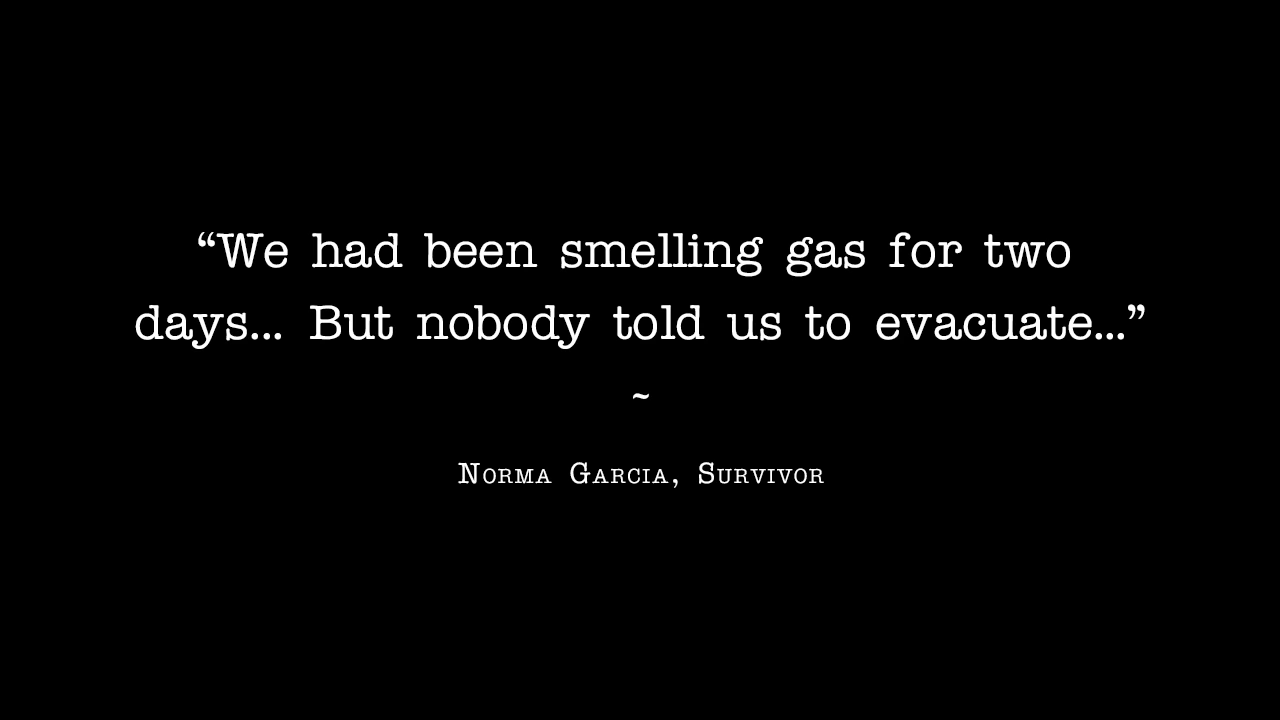 “We had been smelling gas for two
days... But nobody told us to evacuate...”
~
Norma Garcia, Survivor